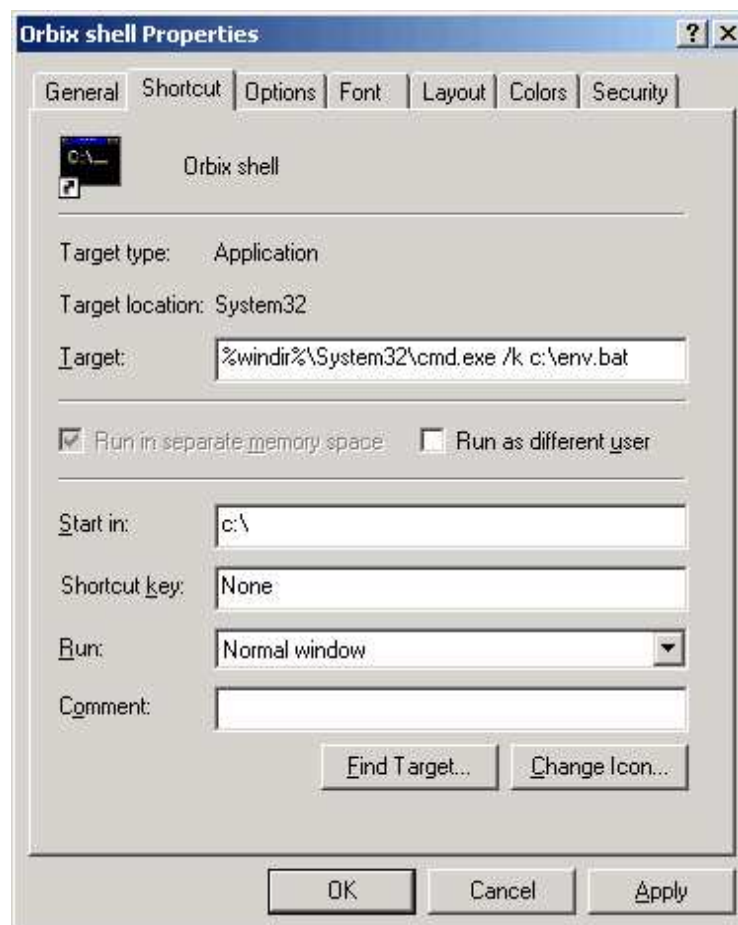 Orbix shell Properties
General Shortcut Options Font Layout Colors Security
C:\_
Orbix shell
Target type: Application
Target location: System32
Target: %windir%\System32\cmd.exe /k c:\env.bat
Run in separate memory space Run as different user
Start in: c:\
Shortcut key: None
Run: Normal window
Comment:
Find Target... Change Icon...
OK Cancel Apply